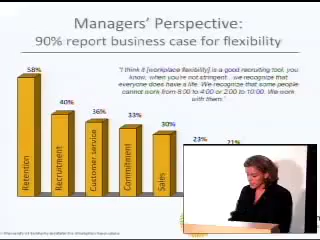 Managers' Perspective:
90% report business case for flexibility
58%
"I think it [workplace flexibility] is a good recruiting tool, you
know, when you're not stringent...we recognize that
everyone does have a life. We recognize that some people
cannot work from 8:00 to 4:00 or 2:00 to 10:00. We work
with them."
40%
36%
33%
30%
23%
21%
Retention
Recruitment
Customer service
Commitment
Sales